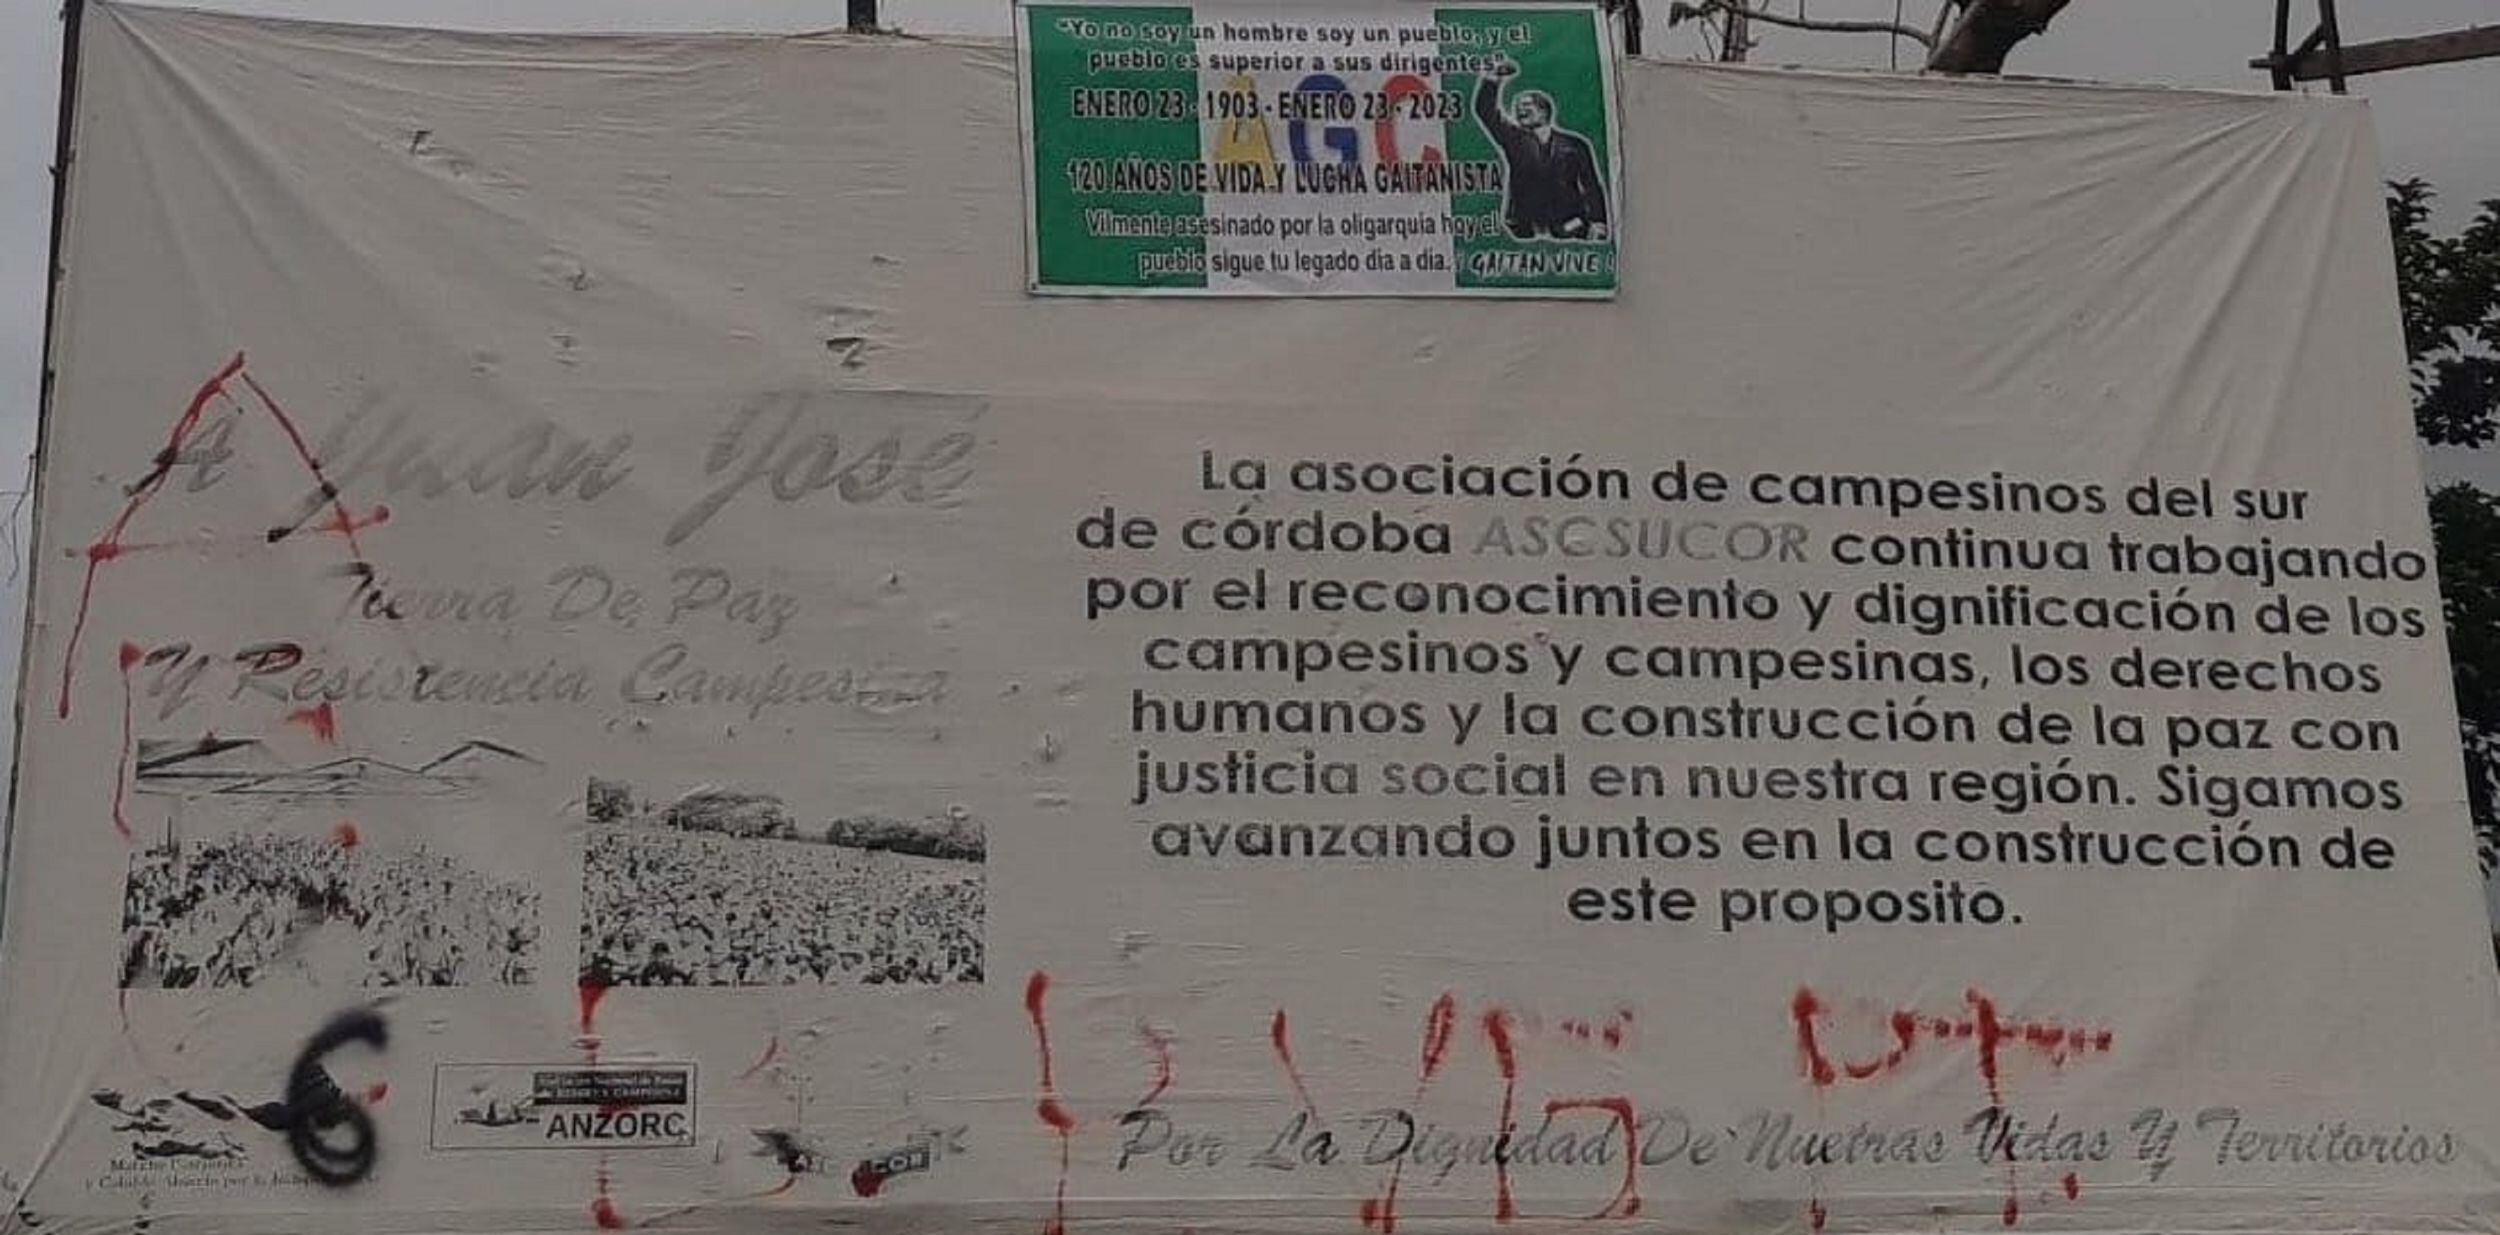 "Yo no soy un hombre soy un pueblo, y el
pueblo es superior a sus dirigentes"
AGC
ENERO 23 - 1903 - ENERO 23 - 2023
120 AÑOS DE VIDA Y LUCHA GAITANISTA
Vilmente asesinado por la oligarquia hoy el
pueblo sigue tu legado dia a dia.
GAITAN VIVE !
A Juan José
Tierra De Paz
Y Resistencia Campesina
La asociación de campesinos del sur
de córdoba ASCSUCOR continua trabajando
por el reconocimiento y dignificación de los
campesinos y campesinas, los derechos
humanos y la construcción de la paz con
justicia social en nuestra región. Sigamos
avanzando juntos en la construcción de
este proposito.
A
6
ANZORC
Por La Dignidad De Nuetras Vidas Y Territorios